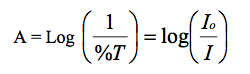 A = Log (1/%T) = log(Iₒ/I)